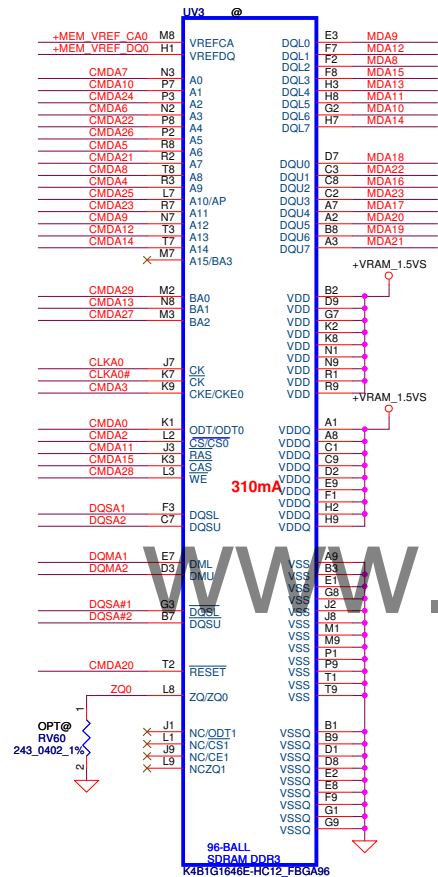 UV3 @
+MEM_VREF_CA0 M8 VREFCA
+MEM_VREF_DQ0 H1 VREFDQ
CMDA7 N3 A0
CMDA10 P7 A1
CMDA24 P3 A2
CMDA6 N2 A3
CMDA22 P8 A4
CMDA26 P2 A5
CMDA5 R8 A6
CMDA21 R2 A7
CMDA8 T8 A8
CMDA4 R3 A9
CMDA25 L7 A10/AP
CMDA23 R7 A11
CMDA9 N7 A12
CMDA12 T3 A13
CMDA14 T7 A14
M7 A15/BA3
CMDA29 M2 BA0
CMDA13 N8 BA1
CMDA27 M3 BA2
CLKA0 J7 CK
CLKA0# K7 CK
CMDA3 K9 CKE/CKE0
CMDA0 K1 ODT/ODT0
CMDA2 L2 CS/CS0
CMDA11 J3 RAS
CMDA15 K3 CAS
CMDA28 L3 WE
DQSA1 F3 DQSL
DQSA2 C7 DQSU
DQMA1 E7 DML
DQMA2 D3 DMU
DQSA#1 G3 DQSL
DQSA#2 B7 DQSU
CMDA20 T2 RESET
ZQ0 L8 ZQ/ZQ0
1
OPT@
RV60
243_0402_1%
2
J1 NC/ODT1
L1 NC/CS1
J9 NC/CE1
L9 NCZQ1
DQL0 E3 MDA9
DQL1 F7 MDA12
DQL2 F2 MDA8
DQL3 F8 MDA15
DQL4 H3 MDA13
DQL5 H8 MDA11
DQL6 G2 MDA10
DQL7 H7 MDA14
DQU0 D7 MDA18
DQU1 C3 MDA22
DQU2 C8 MDA16
DQU3 C2 MDA23
DQU4 A7 MDA17
DQU5 A2 MDA20
DQU6 B8 MDA19
DQU7 A3 MDA21
+VRAM_1.5VS
VDD B2
VDD D9
VDD G7
VDD K2
VDD K8
VDD N1
VDD N9
VDD R1
VDD R9
+VRAM_1.5VS
VDDQ A1
VDDQ A8
VDDQ C1
VDDQ C9
VDDQ D2
VDDQ E9
VDDQ F1
VDDQ H2
VDDQ H9
310mA
VSS A9
VSS B3
VSS E1
VSS G8
VSS J2
VSS J8
VSS M1
VSS M9
VSS P1
VSS P9
VSS T1
VSS T9
VSSQ B1
VSSQ B9
VSSQ D1
VSSQ D8
VSSQ E2
VSSQ E8
VSSQ F9
VSSQ G1
VSSQ G9
www.
96-BALL
SDRAM DDR3
K4B1G1646E-HC12_FBGA96